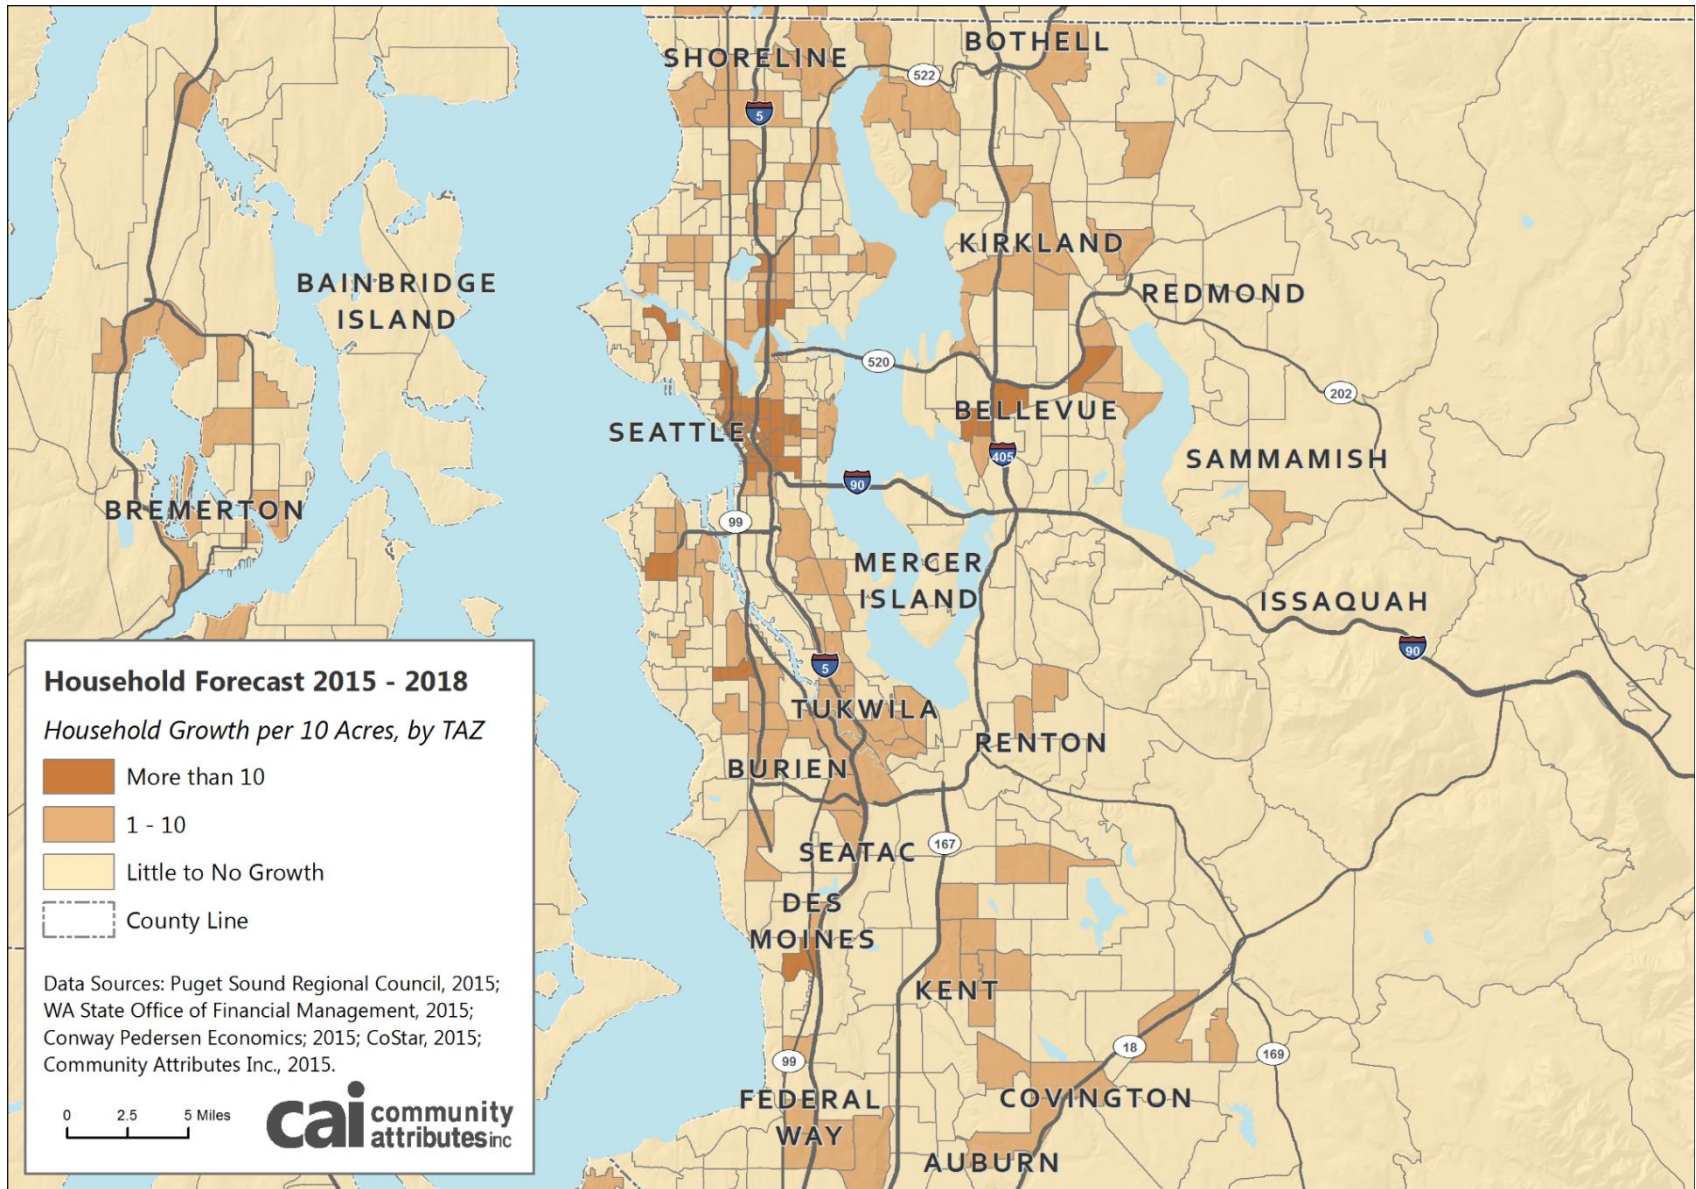 SHORELINE
BOTHELL
522
5
KIRKLAND
BAINBRIDGE
ISLAND
REDMOND
520
202
BELLEVUE
SEATTLE
405
SAMMAMISH
90
BREMERTON
99
MERCER
ISLAND
ISSAQUAH
90
5
TUKWILA
RENTON
BURIEN
SEATAC
167
DES
MOINES
KENT
18
169
99
FEDERAL
WAY
COVINGTON
AUBURN
Household Forecast 2015 - 2018
Household Growth per 10 Acres, by TAZ
More than 10
1 - 10
Little to No Growth
County Line
Data Sources: Puget Sound Regional Council, 2015;
WA State Office of Financial Management, 2015;
Conway Pedersen Economics; 2015; CoStar, 2015;
Community Attributes Inc., 2015.
0 2.5 5 Miles
cai community
attributes inc